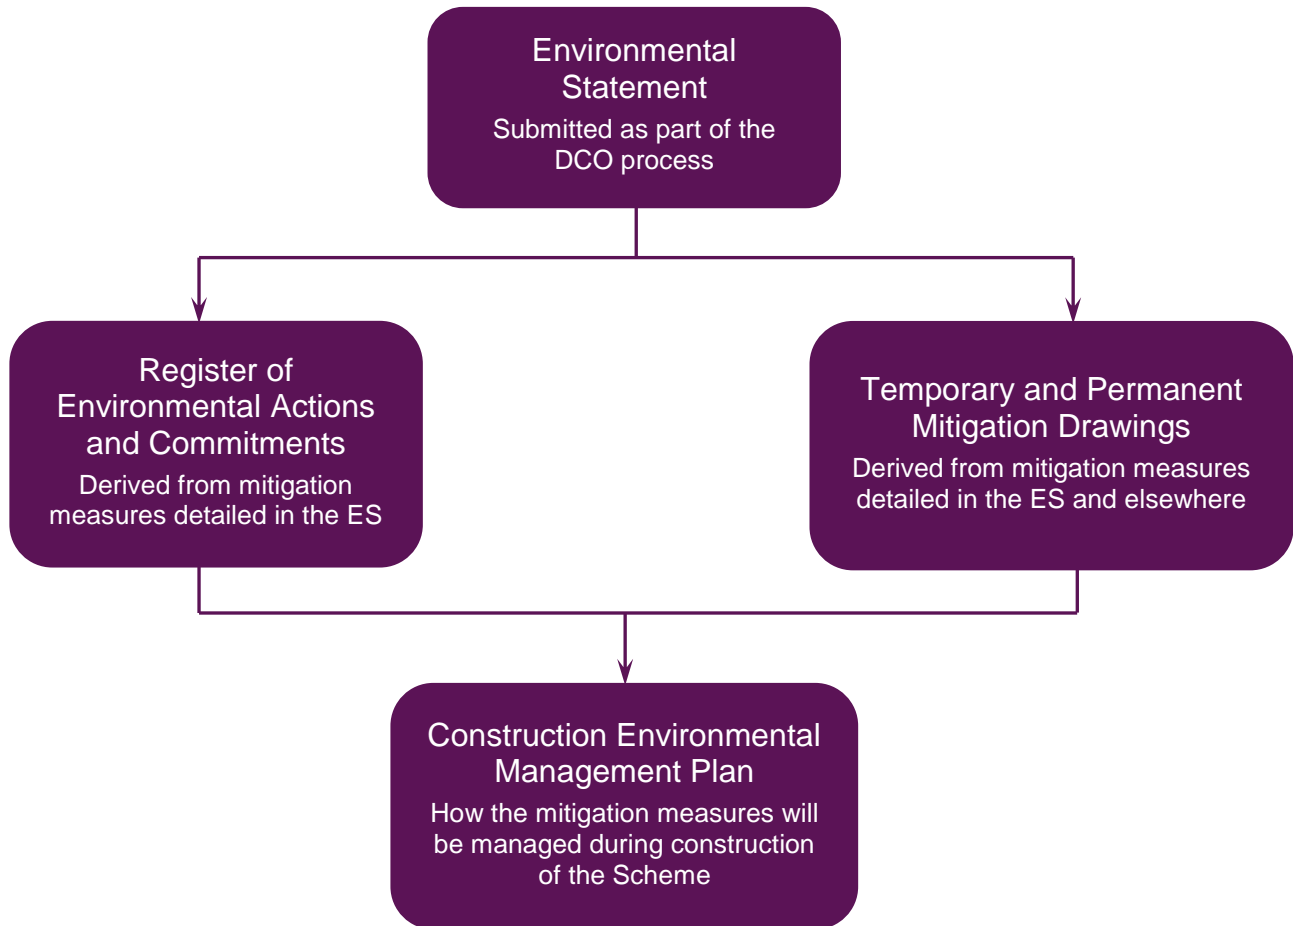 Environmental
Statement
Submitted as part of the
DCO process
Register of
Environmental Actions
and Commitments
Derived from mitigation
measures detailed in the ES
Temporary and Permanent
Mitigation Drawings
Derived from mitigation measures
detailed in the ES and elsewhere
Construction Environmental
Management Plan
How the mitigation measures will
be managed during construction
of the Scheme